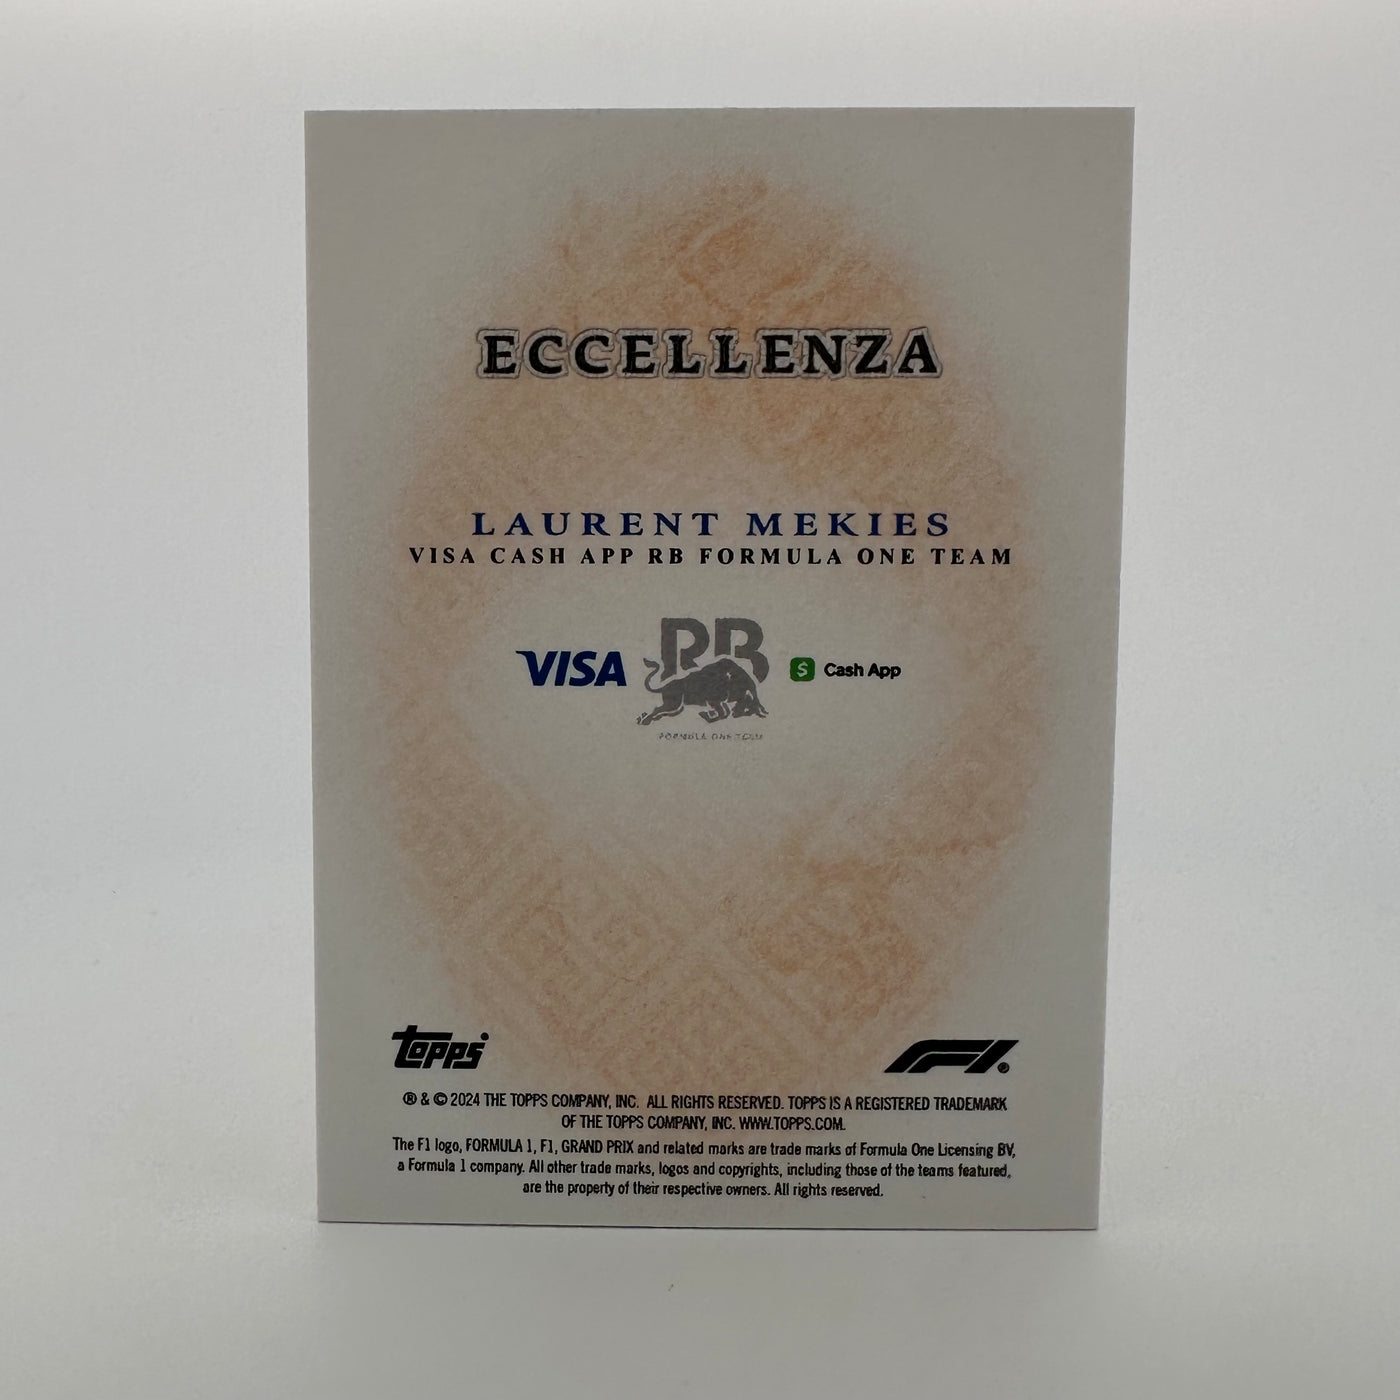 ECCELLENZA
LAURENT MEKIES
VISA CASH APP RB FORMULA ONE TEAM
VISA RB $ Cash App
FORMULA ONE TEAM
Topps F1®
® & © 2024 THE TOPPS COMPANY, INC. ALL RIGHTS RESERVED. TOPPS IS A REGISTERED TRADEMARK
OF THE TOPPS COMPANY, INC. WWW.TOPPS.COM.
The F1 logo, FORMULA 1, F1, GRAND PRIX and related marks are trade marks of Formula One Licensing BV,
a Formula 1 company. All other trade marks, logos and copyrights, including those of the teams featured,
are the property of their respective owners. All rights reserved.